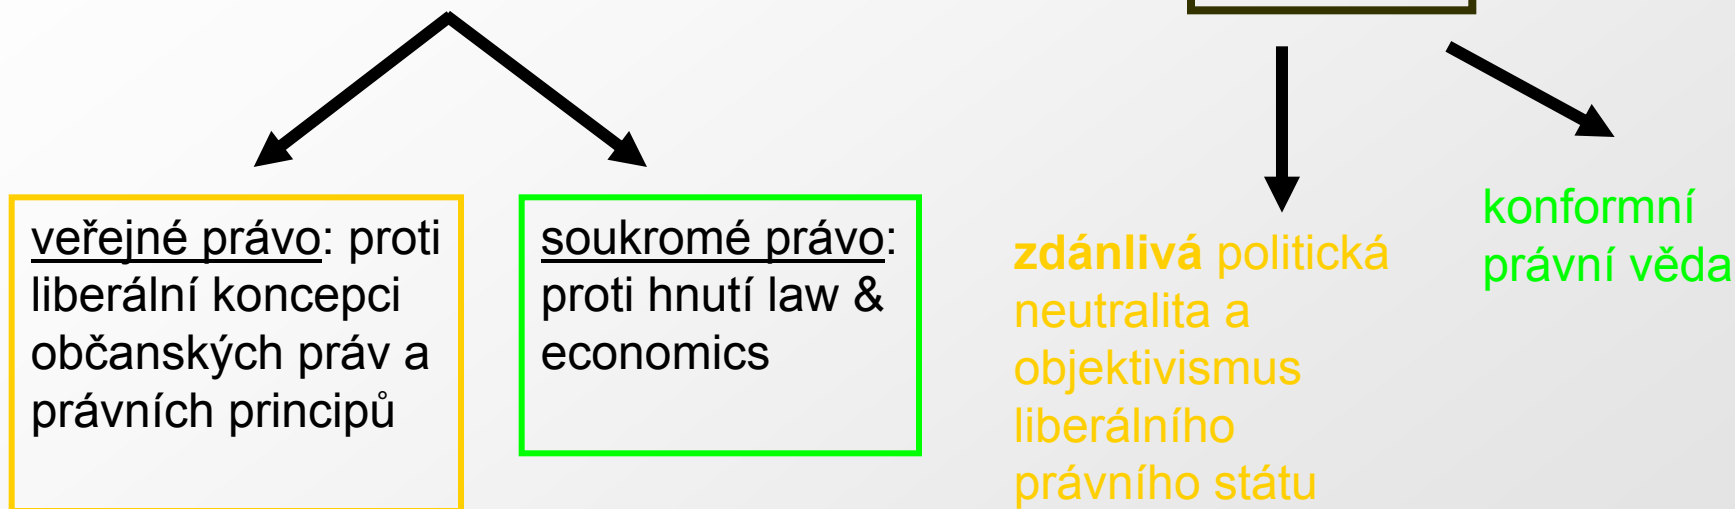 veřejné právo: proti
liberální koncepci
občanských práv a
právních principů
soukromé právo:
proti hnutí law &
economics
zdánlivá politická
neutralita a
objektivismus
liberálního
právního státu
konformní
právní věda